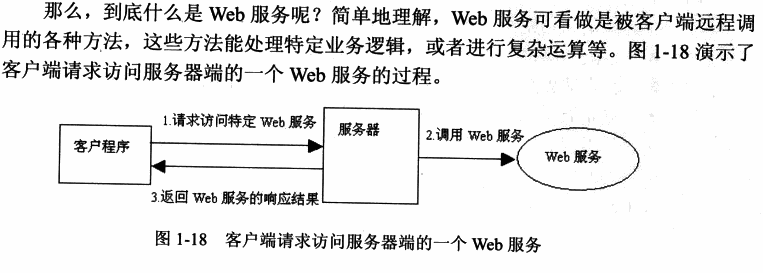 那么，到底什么是 Web 服务呢？简单地理解，Web 服务可看做是被客户端远程调
用的各种方法，这些方法能处理特定业务逻辑，或者进行复杂运算等。图 1-18 演示了
客户端请求访问服务器端的一个 Web 服务的过程。
1.请求访问特定 Web 服务
客户程序
服务器
2.调用 Web 服务
Web 服务
3.返回 Web 服务的响应结果
图 1-18 客户端请求访问服务器端的一个 Web 服务